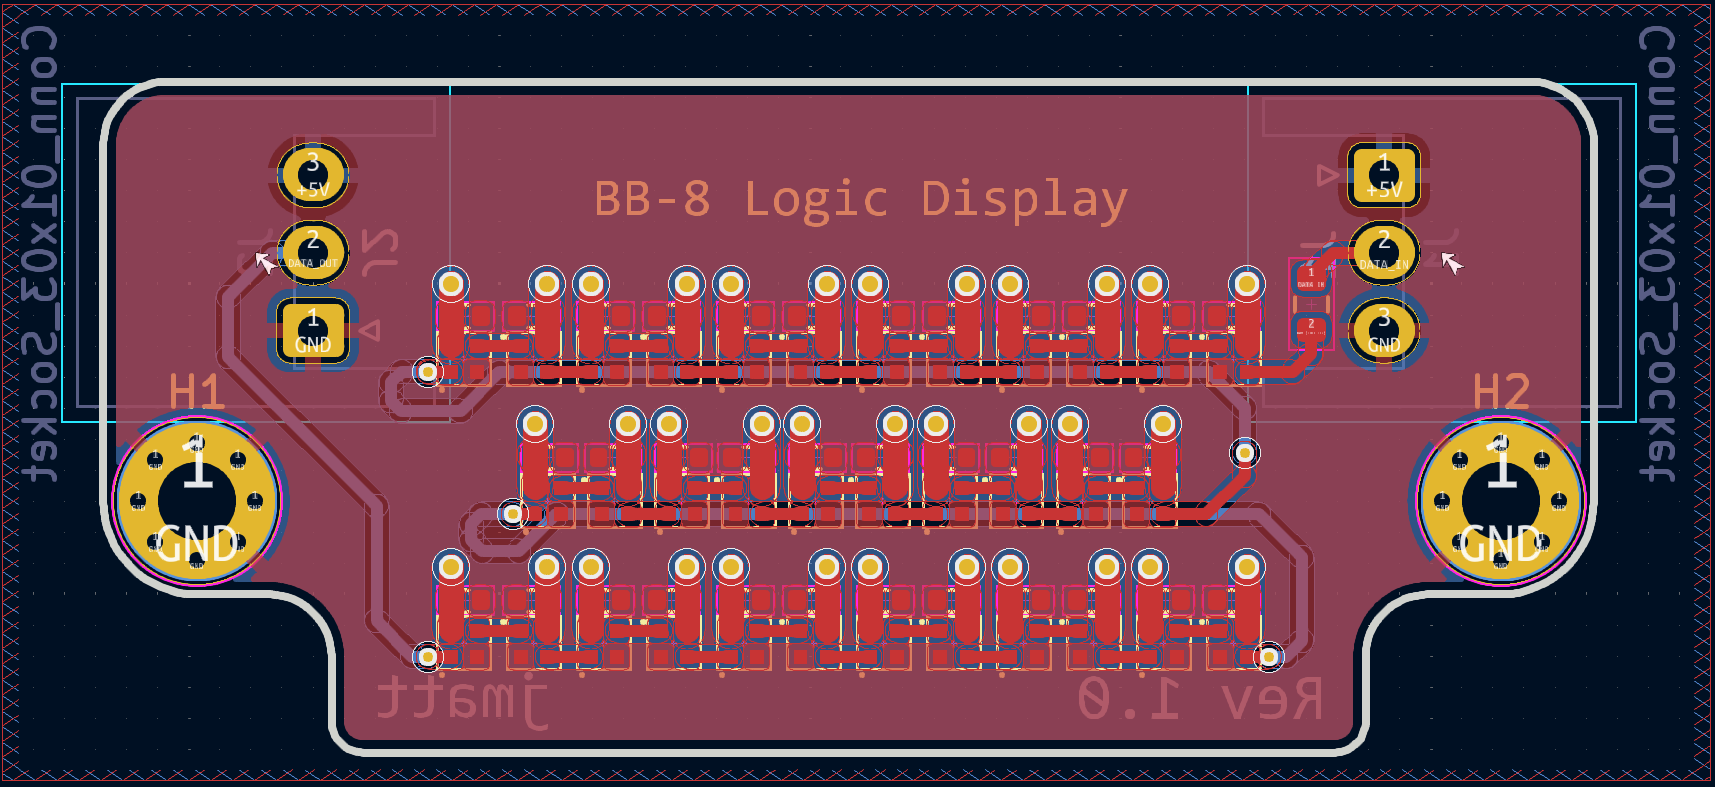 Conn_01x03_Socket
Conn_01x03_Socket
3
+5V
1
+5V
BB-8 Logic Display
2
DATA_OUT
J2
2
DATA_IN
1
DATA_IN
2
1
GND
3
GND
H1
H2
1
GND
1
GND
jmatt
Rev 1.0